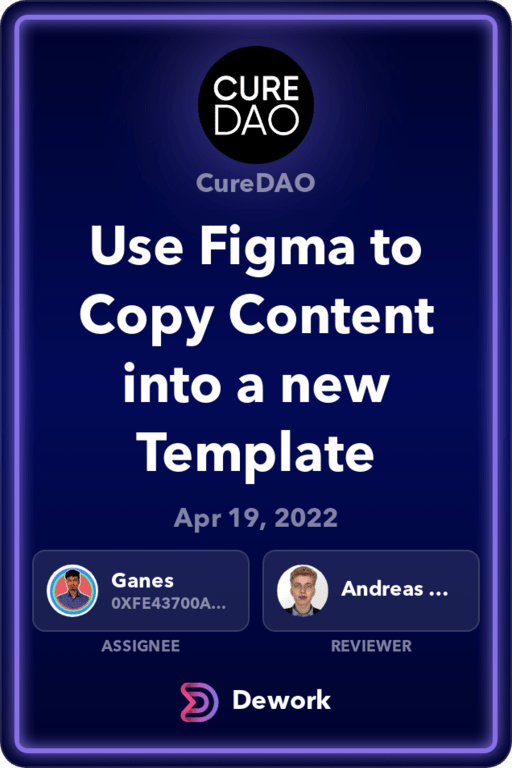 CURE
DAO
CureDAO
Use Figma to
Copy Content
into a new
Template
Apr 19, 2022
Ganes
0XFE43700A...
Andreas ...
ASSIGNEE
REVIEWER
Dework